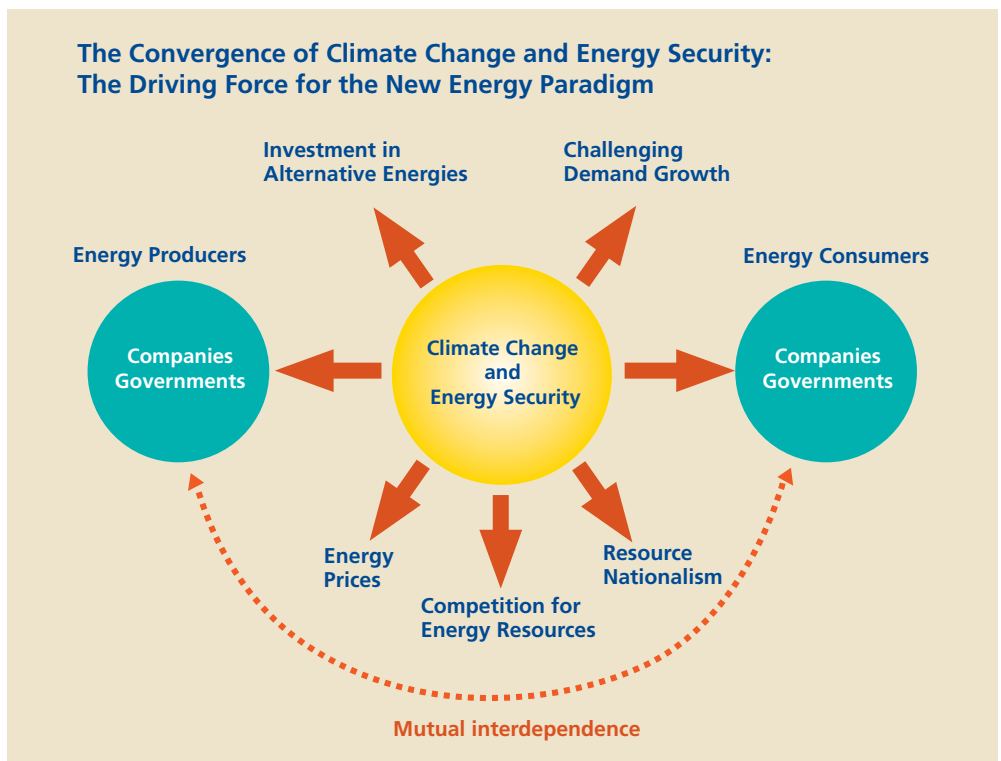 The Convergence of Climate Change and Energy Security:
The Driving Force for the New Energy Paradigm
Investment in
Alternative Energies
Challenging
Demand Growth
Energy Producers
Energy Consumers
Companies
Governments
Climate Change
and
Energy Security
Companies
Governments
Energy
Prices
Competition for
Energy Resources
Resource
Nationalism
Mutual interdependence